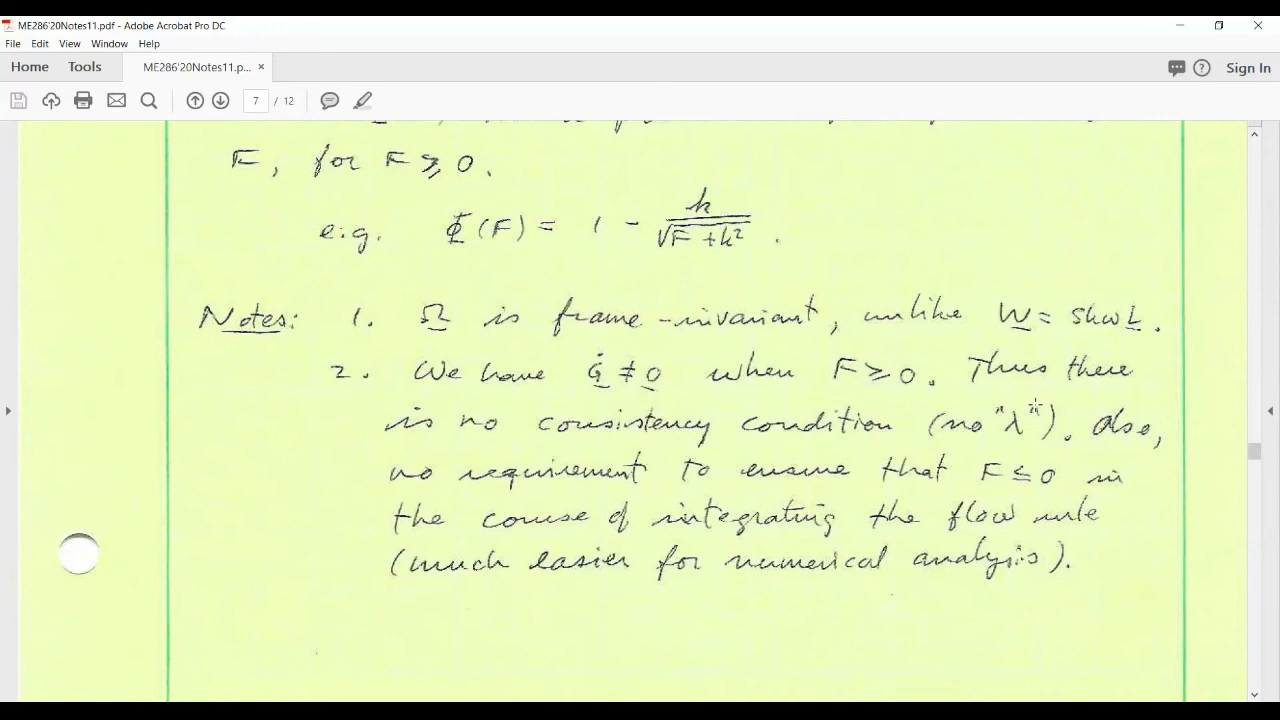 ME286'20Notes11.pdf - Adobe Acrobat Pro DC
File Edit View Window Help
Home Tools ME286'20Notes11.p... × Sign In
7 / 12
F, for F ≥ 0.
e.g. Φ(F) = 1 - k/√(F + k²) .
Notes: 1. Ω is frame-invariant, unlike W = skw L.
2. We have Ġ ≠ 0 when F ≥ 0. Thus there
is no consistency condition (no "λ"). Also,
no requirement to ensure that F ≤ 0 in
the course of integrating the flow rule
(much easier for numerical analysis).